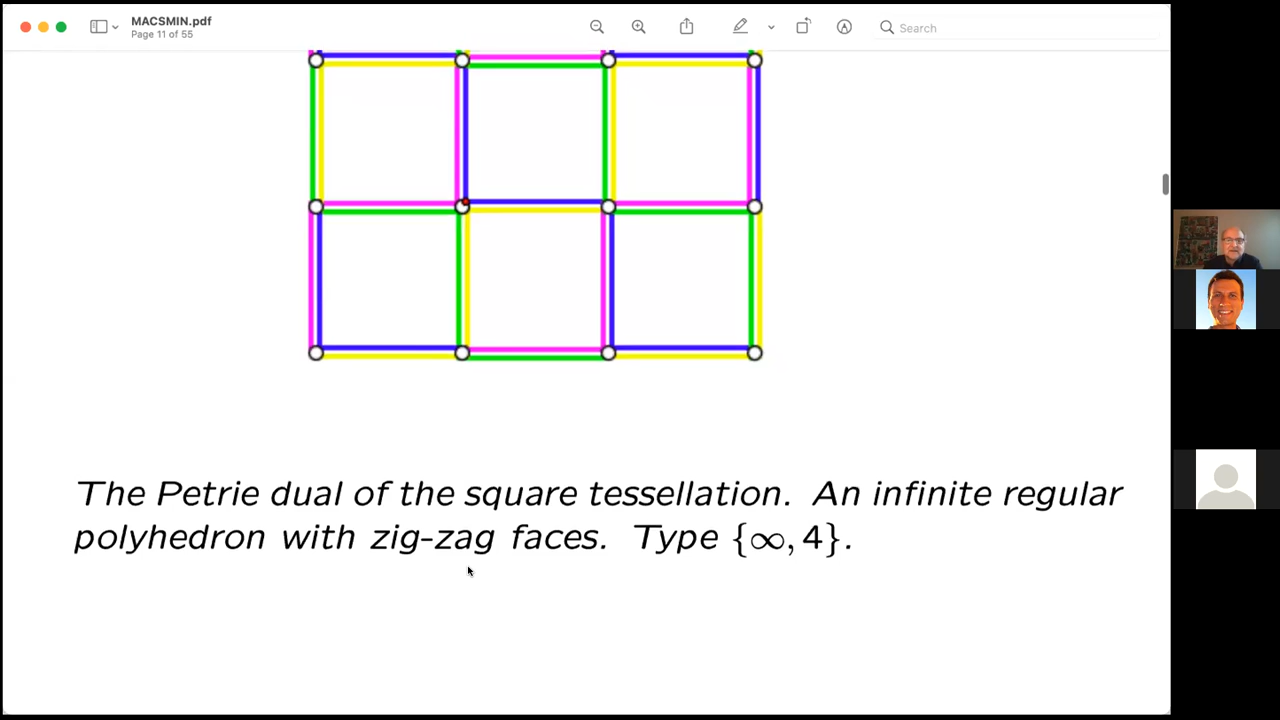 MACSMIN.pdf
Page 11 of 55
Search
The Petrie dual of the square tessellation. An infinite regular
polyhedron with zig-zag faces. Type {∞, 4}.